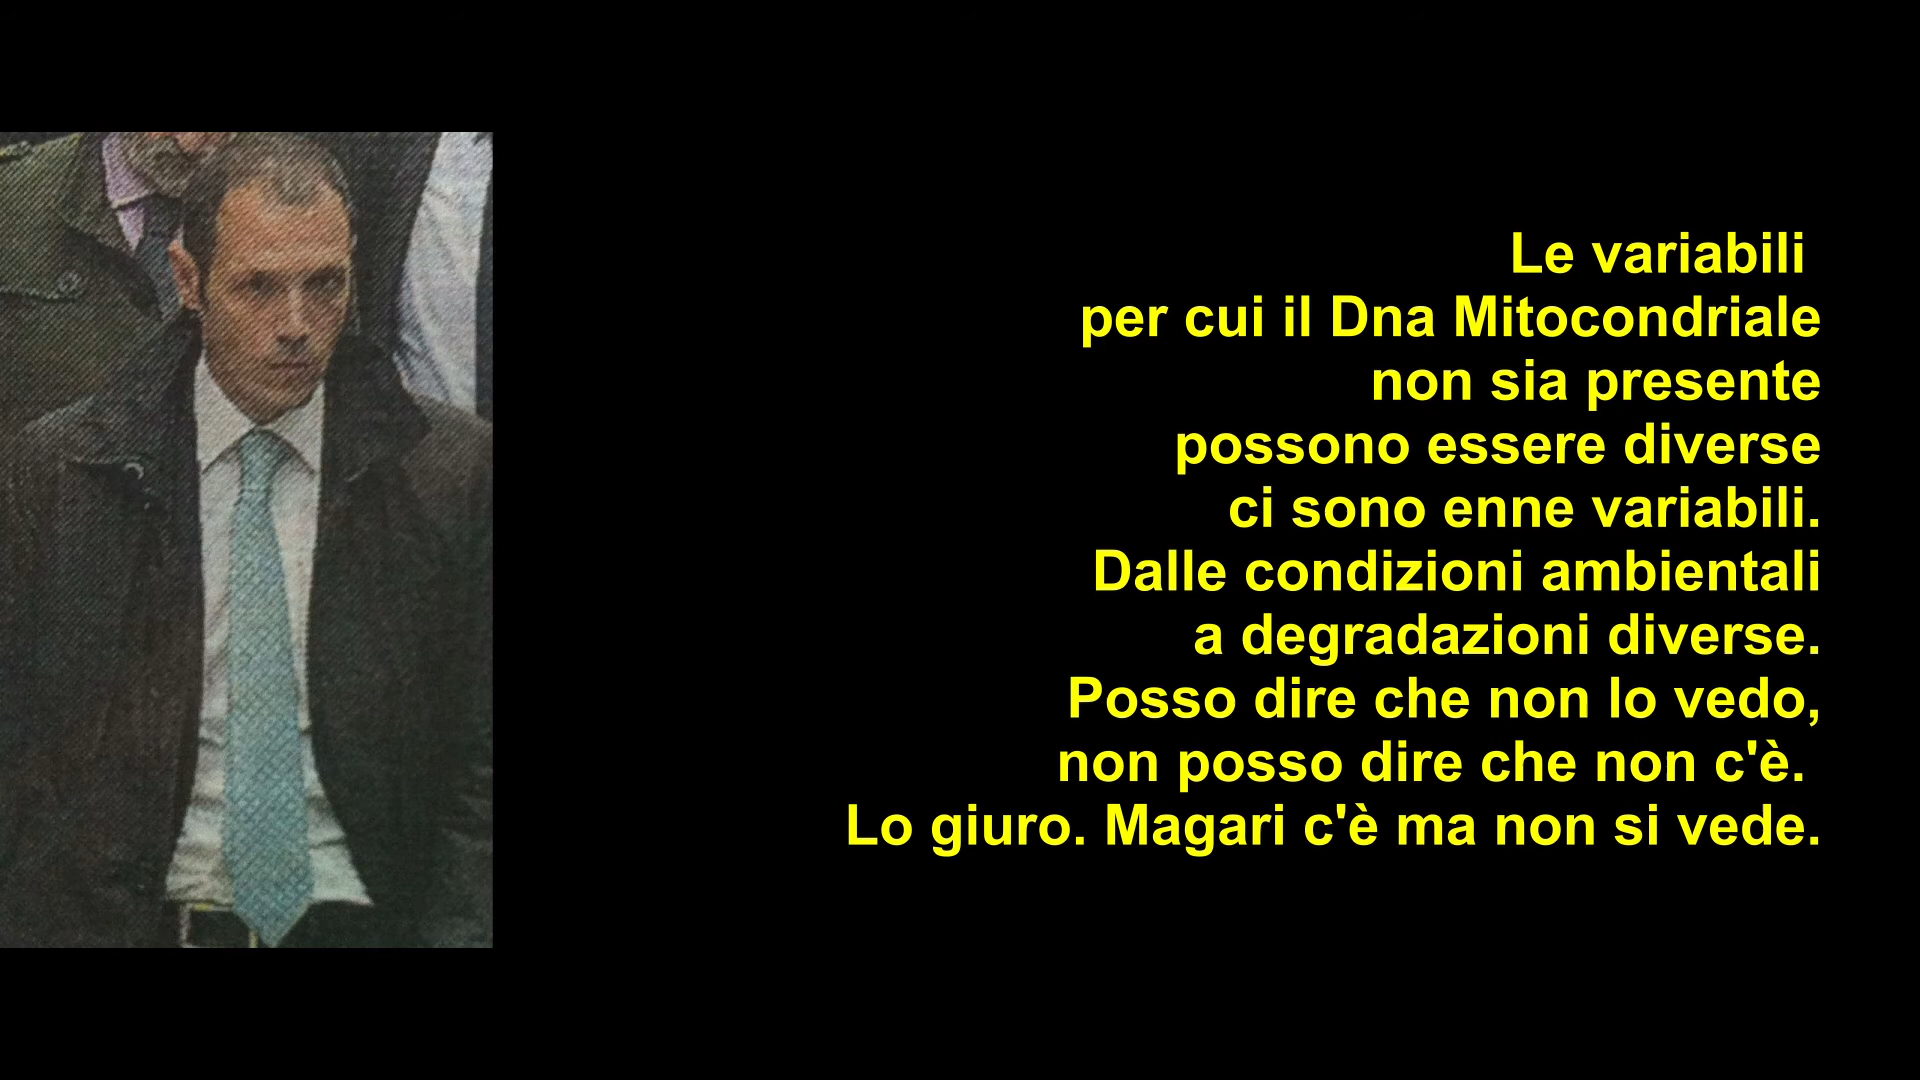 Le variabili
per cui il Dna Mitocondriale
non sia presente
possono essere diverse
ci sono enne variabili.
Dalle condizioni ambientali
a degradazioni diverse.
Posso dire che non lo vedo,
non posso dire che non c'è.
Lo giuro. Magari c'è ma non si vede.